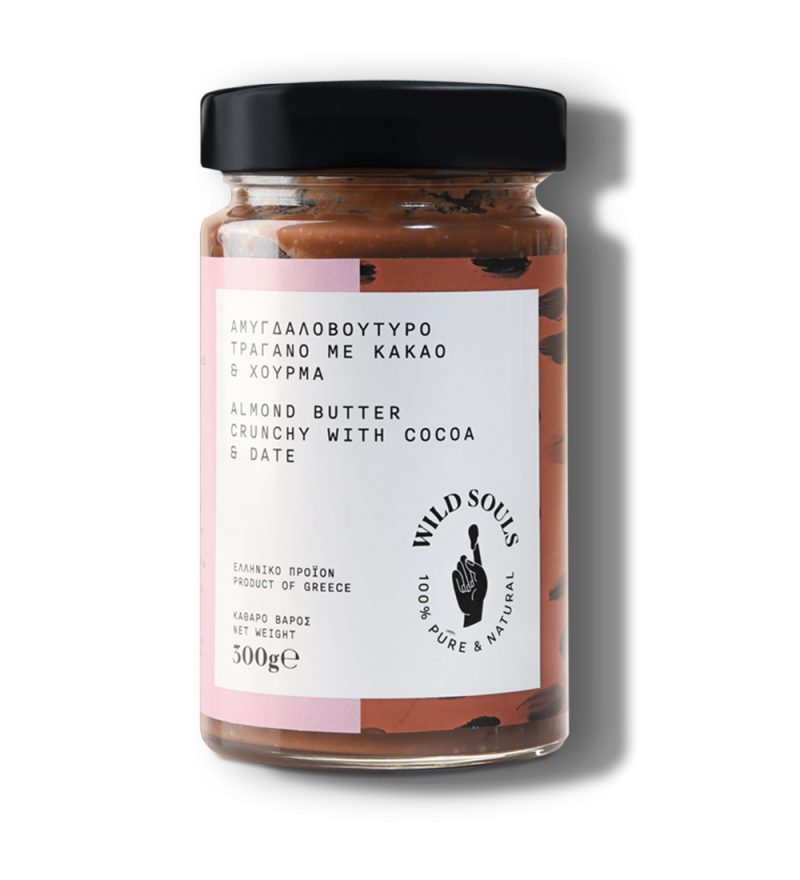 ΑΜΥΓΔΑΛΟΒΟΥΤΥΡΟ
ΤΡΑΓΑΝΟ ΜΕ ΚΑΚΑΟ
& ΧΟΥΡΜΑ
ALMOND BUTTER
CRUNCHY WITH COCOA
& DATE
WILD SOULS
100% PURE & NATURAL
ΕΛΛΗΝΙΚΟ ΠΡΟΪΟΝ
PRODUCT OF GREECE
ΚΑΘΑΡΟ ΒΑΡΟΣ
NET WEIGHT
300g℮